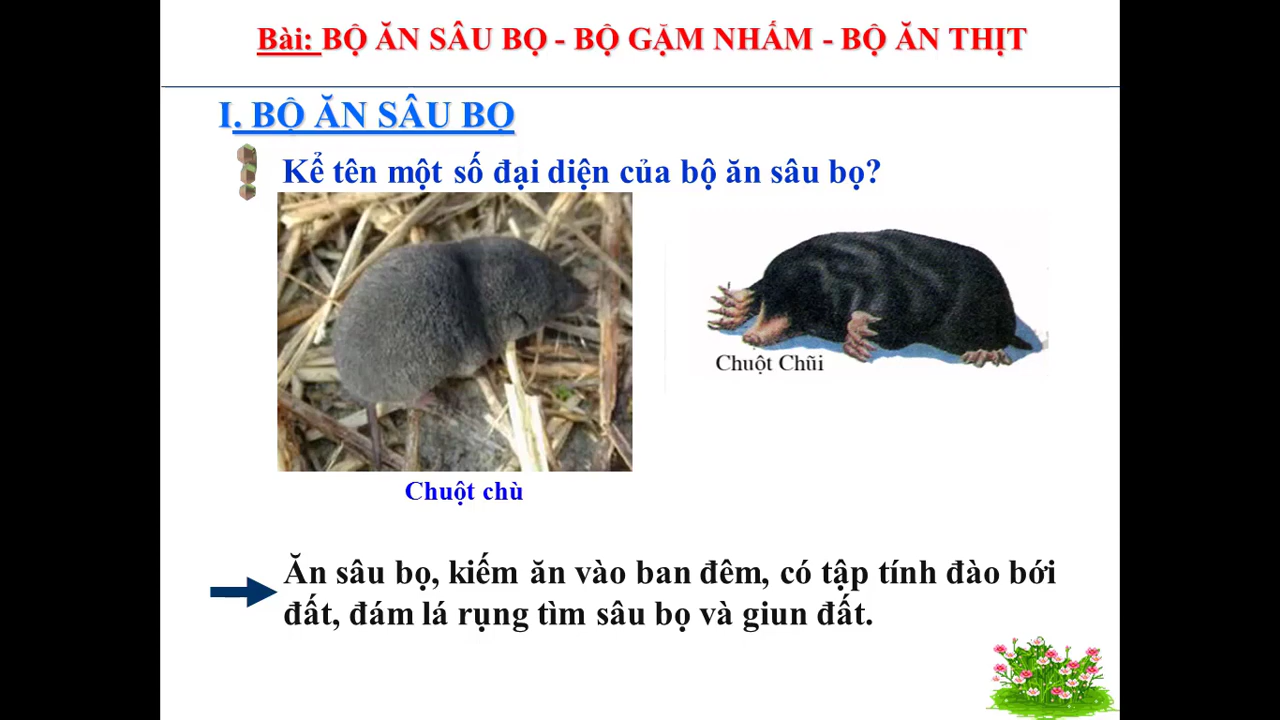 Bài: BỘ ĂN SÂU BỌ - BỘ GẶM NHẤM - BỘ ĂN THỊT
I. BỘ ĂN SÂU BỌ
Kể tên một số đại diện của bộ ăn sâu bọ?
Chuột Chũi
Chuột chù
Ăn sâu bọ, kiếm ăn vào ban đêm, có tập tính đào bới
đất, đám lá rụng tìm sâu bọ và giun đất.